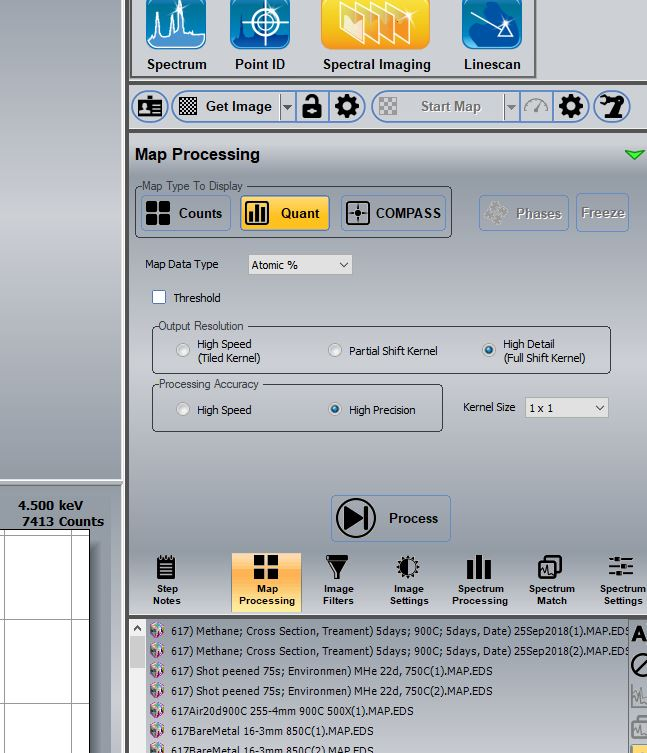 Spectrum Point ID Spectral Imaging Linescan
Get Image Start Map
Map Processing
Map Type To Display
Counts Quant COMPASS Phases Freeze
Map Data Type Atomic %
Threshold
Output Resolution
High Speed
(Tiled Kernel)
Partial Shift Kernel
High Detail
(Full Shift Kernel)
Processing Accuracy
High Speed High Precision Kernel Size 1 x 1
4.500 keV
7413 Counts
Process
Step
Notes
Map
Processing
Image
Filters
Image
Settings
Spectrum
Processing
Spectrum
Match
Spectrum
Settings
617) Methane; Cross Section, Treament) 5days; 900C; 5days, Date) 25Sep2018(1).MAP.EDS
617) Methane; Cross Section, Treament) 5days; 900C; 5days, Date) 25Sep2018(2).MAP.EDS
617) Shot peened 75s; Environmen) MHe 22d, 750C(1).MAP.EDS
617) Shot peened 75s; Environmen) MHe 22d, 750C(2).MAP.EDS
617Air20d900C 255-4mm 900C 500X(1).MAP.EDS
617BareMetal 16-3mm 850C(1).MAP.EDS
617BareMetal 16-3mm 850C(2).MAP.EDS